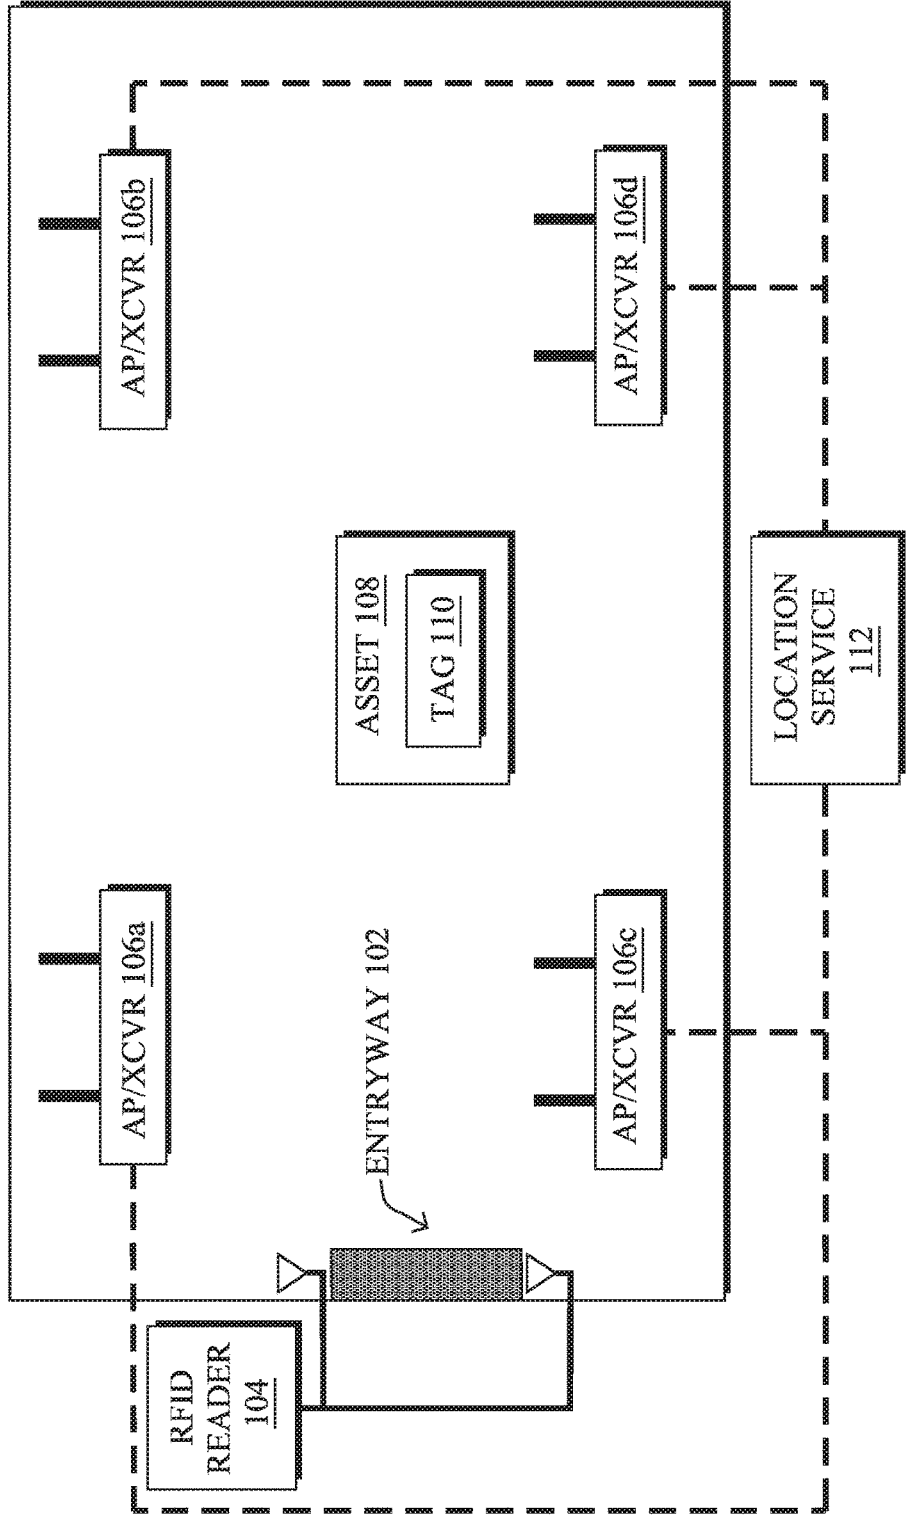 RFID
READER
104
AP/XCVR 106a
AP/XCVR 106b
ENTRYWAY 102
ASSET 108
TAG 110
AP/XCVR 106c
AP/XCVR 106d
LOCATION
SERVICE
112